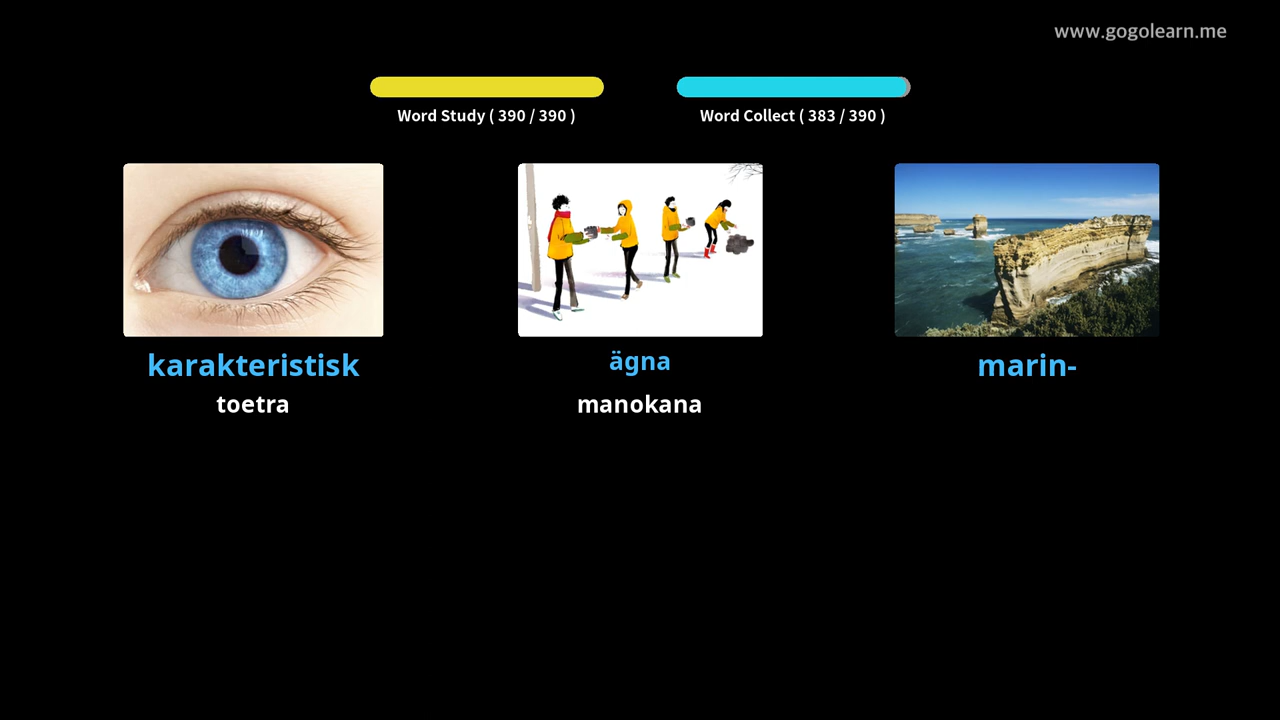 www.gogolearn.me
Word Study ( 390 / 390 )
Word Collect ( 383 / 390 )
karakteristisk
ägna
marin-
toetra
manokana